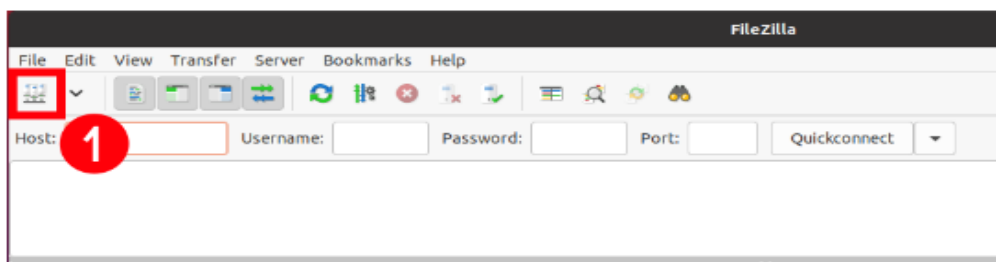 FileZilla
File Edit View Transfer Server Bookmarks Help
Host: 1 Username: Password: Port: Quickconnect